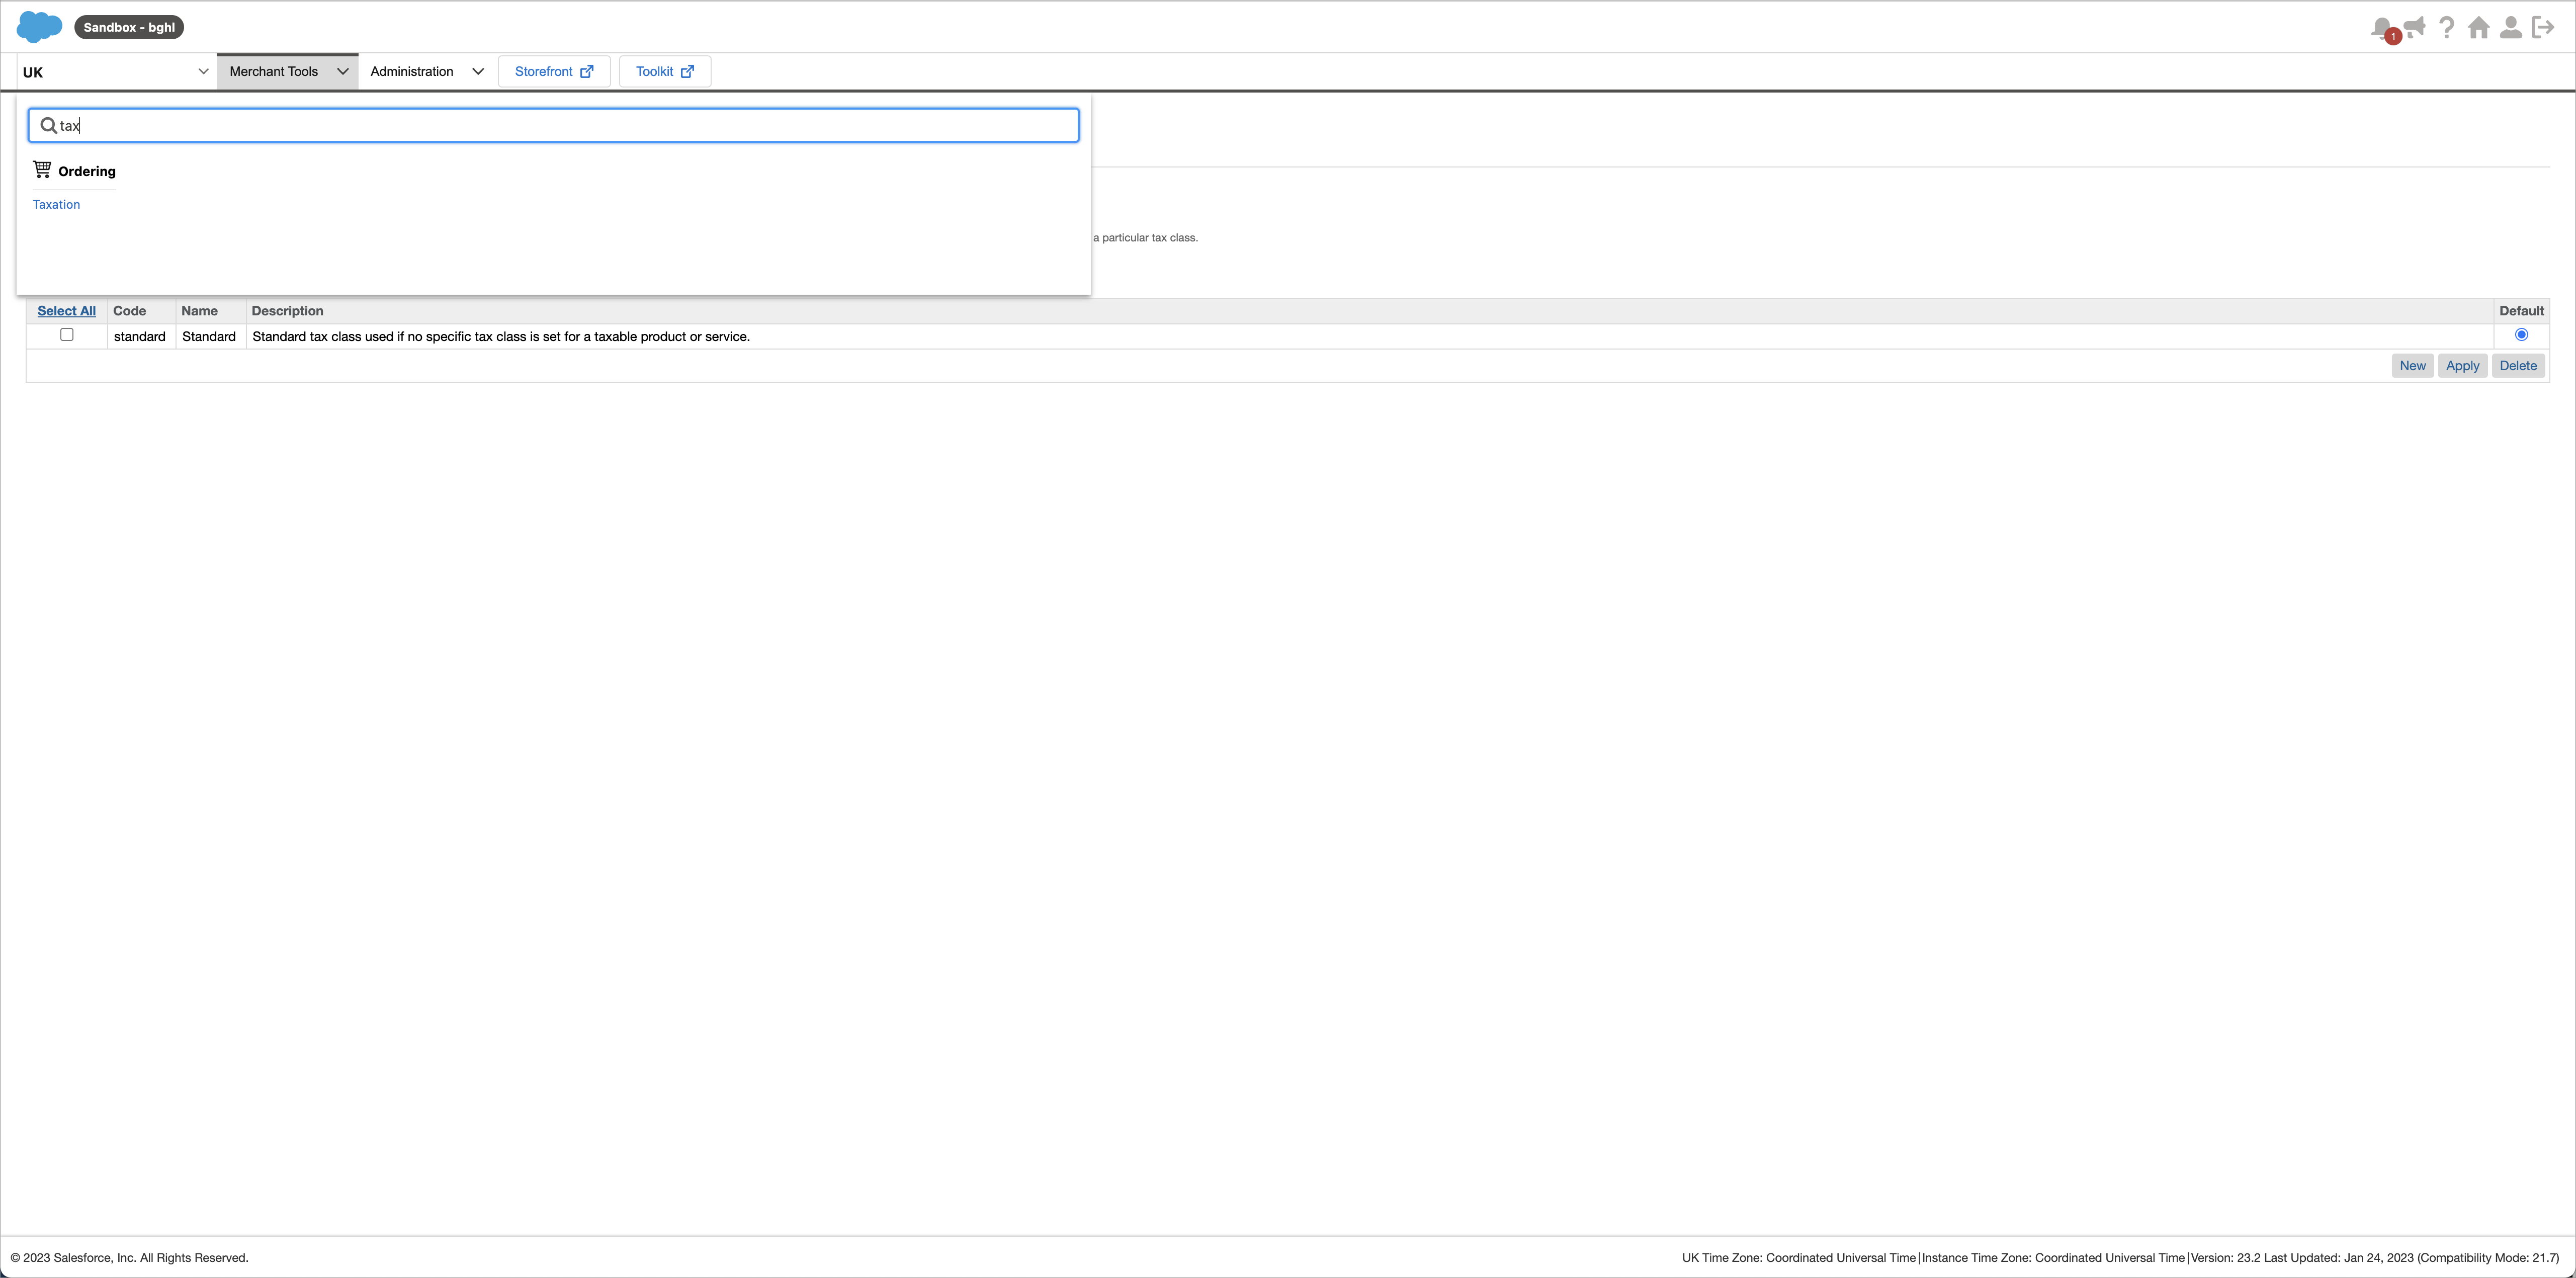 Sandbox - bghl
1
UK
Merchant Tools
Administration
Storefront
Toolkit
tax
Ordering
Taxation
a particular tax class.
Select All Code Name Description Default
standard Standard Standard tax class used if no specific tax class is set for a taxable product or service.
New Apply Delete
© 2023 Salesforce, Inc. All Rights Reserved.
UK Time Zone: Coordinated Universal Time|Instance Time Zone: Coordinated Universal Time|Version: 23.2 Last Updated: Jan 24, 2023 (Compatibility Mode: 21.7)